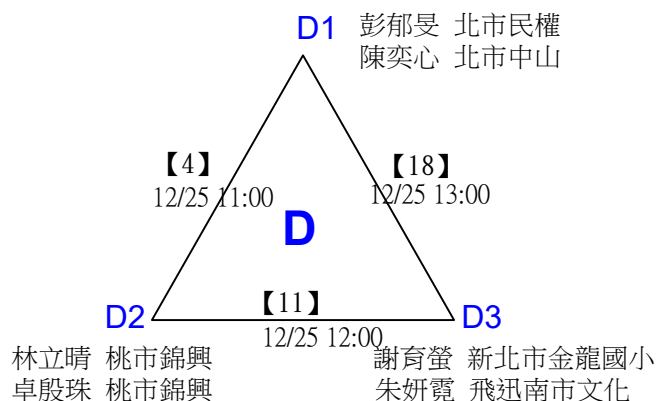 D1
彭郁旻 北市民權
陳奕心 北市中山
【4】
12/25 11:00
【18】
12/25 13:00
D
【11】
12/25 12:00
D2
林立晴 桃市錦興
卓殷珠 桃市錦興
D3
謝育螢 新北市金龍國小
朱妍霓 飛迅南市文化